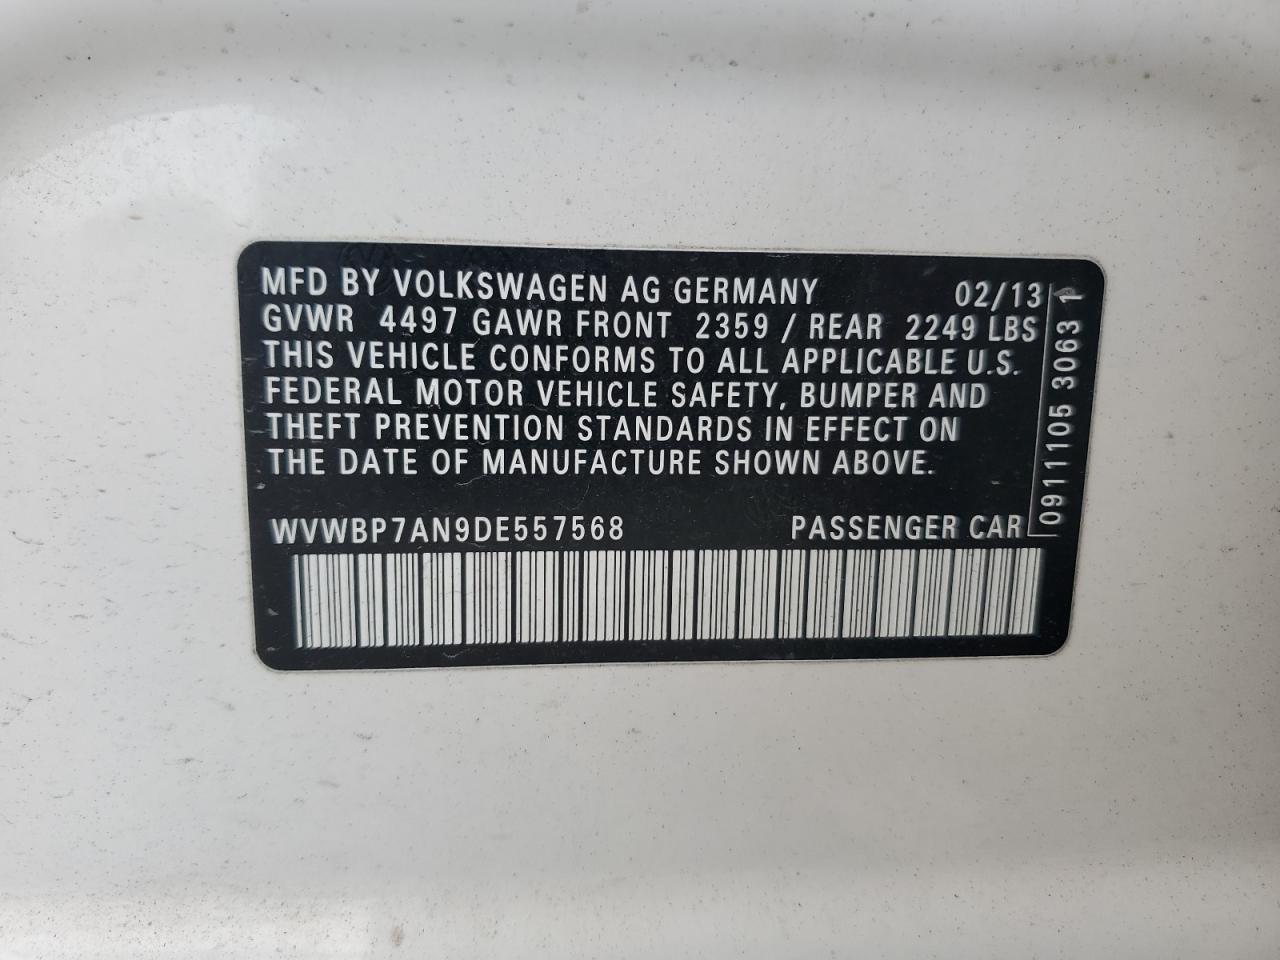 MFD BY VOLKSWAGEN AG GERMANY 02/13
GVWR 4497 GAWR FRONT 2359 / REAR 2249 LBS
THIS VEHICLE CONFORMS TO ALL APPLICABLE U.S.
FEDERAL MOTOR VEHICLE SAFETY, BUMPER AND
THEFT PREVENTION STANDARDS IN EFFECT ON
THE DATE OF MANUFACTURE SHOWN ABOVE.
WVWBP7AN9DE557568 PASSENGER CAR
0911105 3063 1